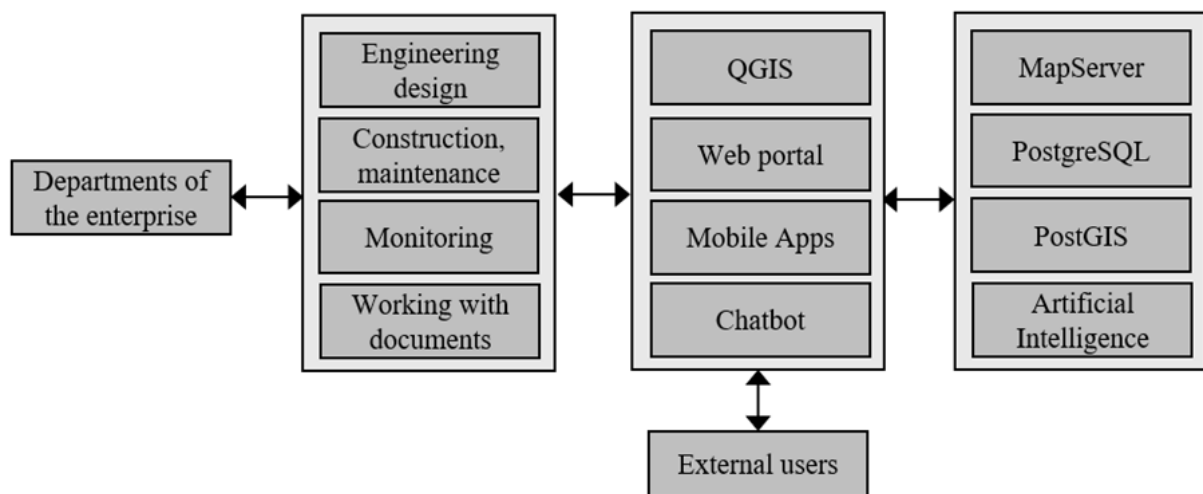 Departments of
the enterprise
Engineering
design
Construction,
maintenance
Monitoring
Working with
documents
QGIS
Web portal
Mobile Apps
Chatbot
External users
MapServer
PostgreSQL
PostGIS
Artificial
Intelligence